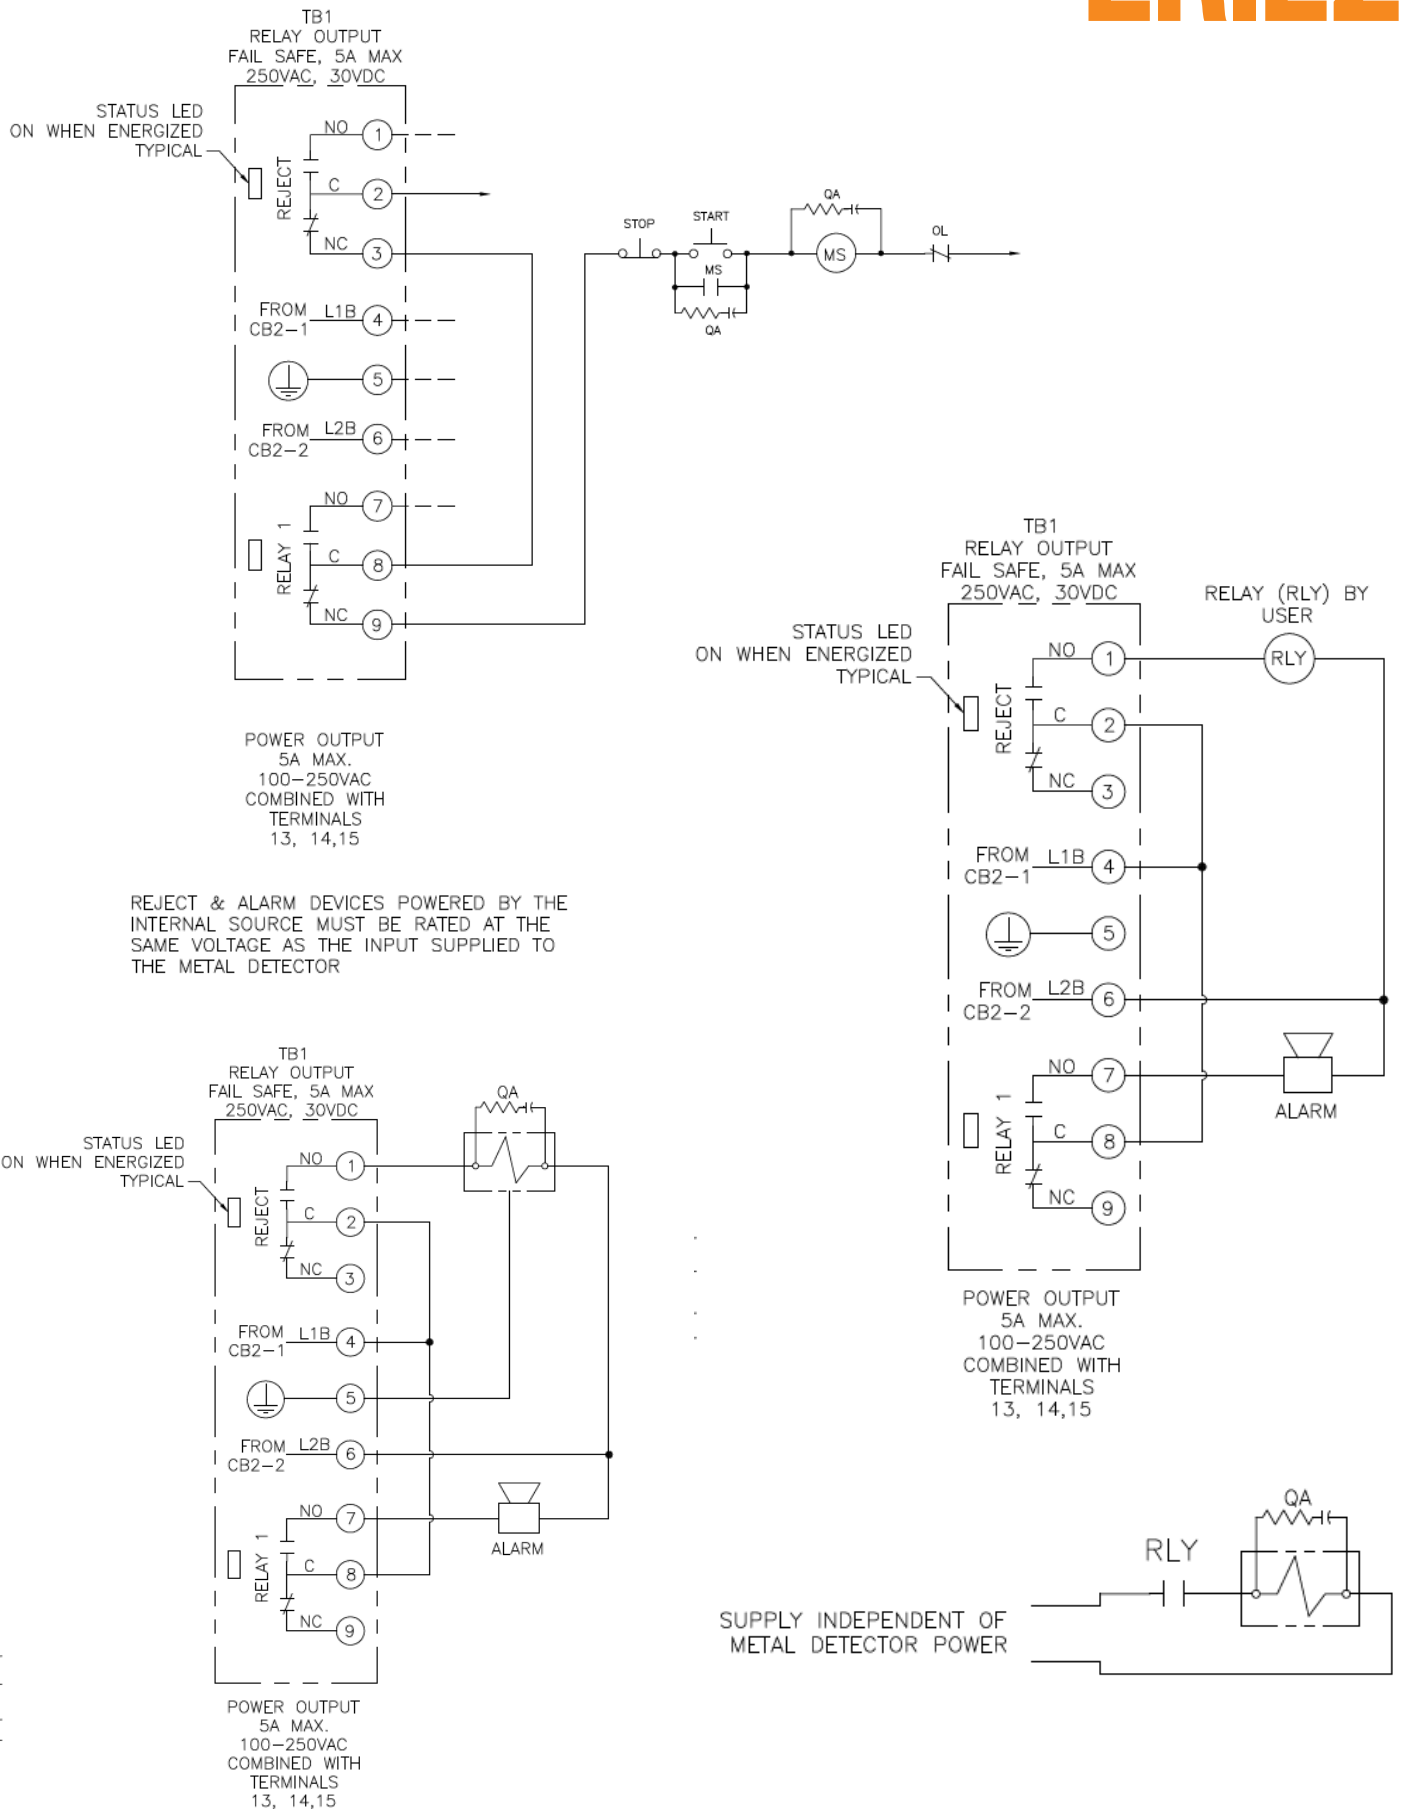 TB1
RELAY OUTPUT
FAIL SAFE, 5A MAX
250VAC, 30VDC
STATUS LED
ON WHEN ENERGIZED
TYPICAL
REJECT
NO 1
C 2
NC 3
FROM L1B 4
CB2-1
5
FROM L2B 6
CB2-2
RELAY 1
NO 7
C 8
NC 9
STOP
START
MS
QA
QA
MS
OL
POWER OUTPUT
5A MAX.
100-250VAC
COMBINED WITH
TERMINALS
13, 14,15
REJECT & ALARM DEVICES POWERED BY THE
INTERNAL SOURCE MUST BE RATED AT THE
SAME VOLTAGE AS THE INPUT SUPPLIED TO
THE METAL DETECTOR
TB1
RELAY OUTPUT
FAIL SAFE, 5A MAX
250VAC, 30VDC
RELAY (RLY) BY
USER
RLY
STATUS LED
ON WHEN ENERGIZED
TYPICAL
REJECT
NO 1
C 2
NC 3
FROM L1B 4
CB2-1
5
FROM L2B 6
CB2-2
RELAY 1
NO 7
C 8
NC 9
ALARM
POWER OUTPUT
5A MAX.
100-250VAC
COMBINED WITH
TERMINALS
13, 14,15
TB1
RELAY OUTPUT
FAIL SAFE, 5A MAX
250VAC, 30VDC
QA
STATUS LED
ON WHEN ENERGIZED
TYPICAL
REJECT
NO 1
C 2
NC 3
FROM L1B 4
CB2-1
5
FROM L2B 6
CB2-2
RELAY 1
NO 7
C 8
NC 9
ALARM
POWER OUTPUT
5A MAX.
100-250VAC
COMBINED WITH
TERMINALS
13, 14,15
QA
RLY
SUPPLY INDEPENDENT OF
METAL DETECTOR POWER